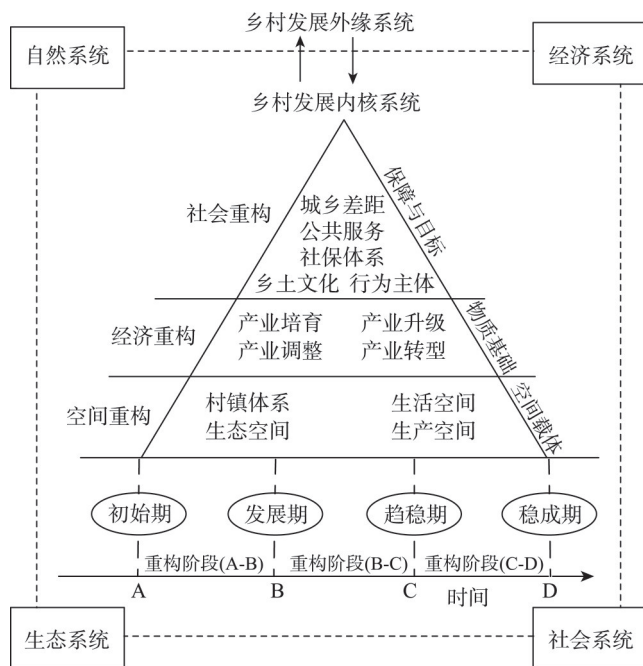 乡村发展外缘系统
自然系统
经济系统
乡村发展内核系统
社会重构
城乡差距
公共服务
社保体系
乡土文化 行为主体
保障与目标
经济重构
产业培育 产业升级
产业调整 产业转型
物质基础
空间重构
村镇体系 生活空间
生态空间 生产空间
空间载体
初始期 发展期 趋稳期 稳成期
重构阶段(A-B) 重构阶段(B-C) 重构阶段(C-D)
A B C D
时间
生态系统
社会系统